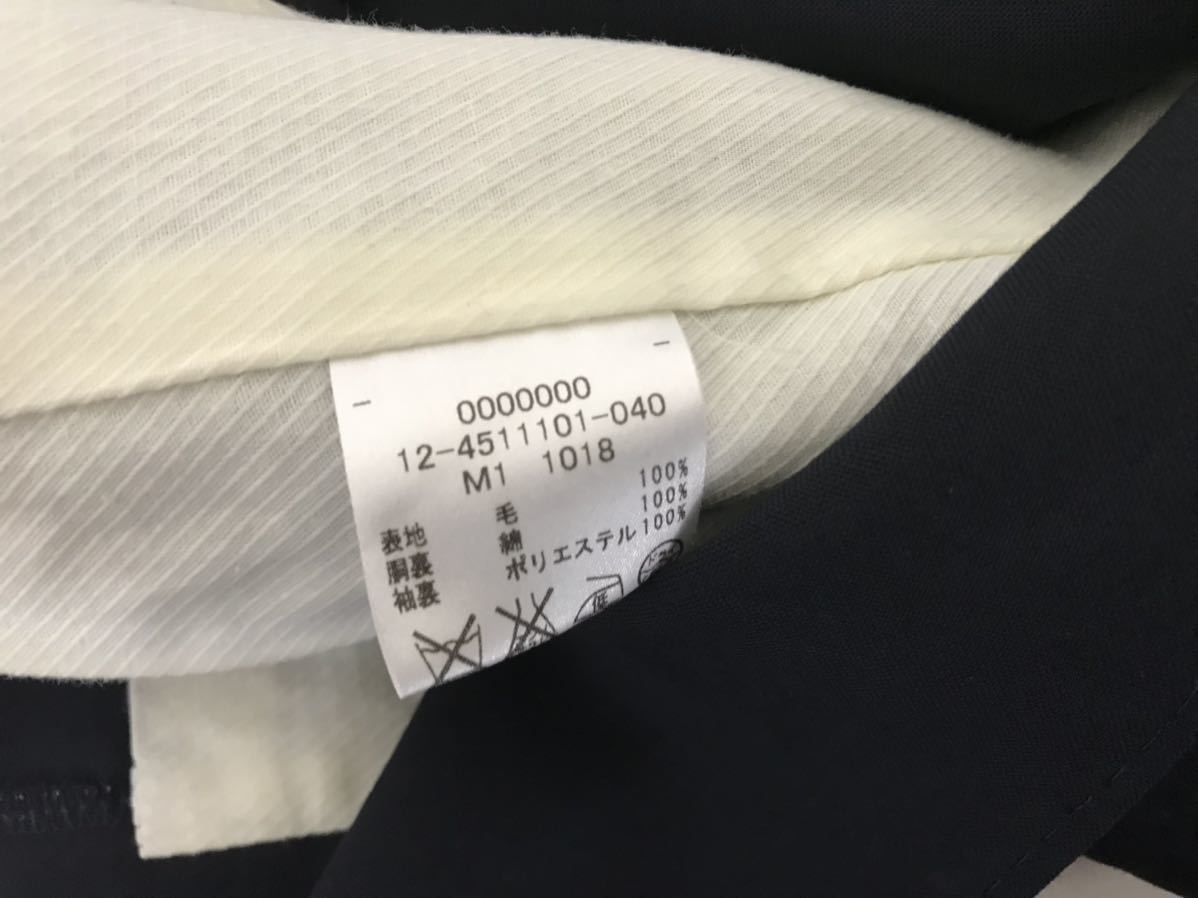 0000000
12-4511101-040
M1 1018
表地 毛 100%
胴裏 綿 100%
袖裏 ポリエステル 100%
低